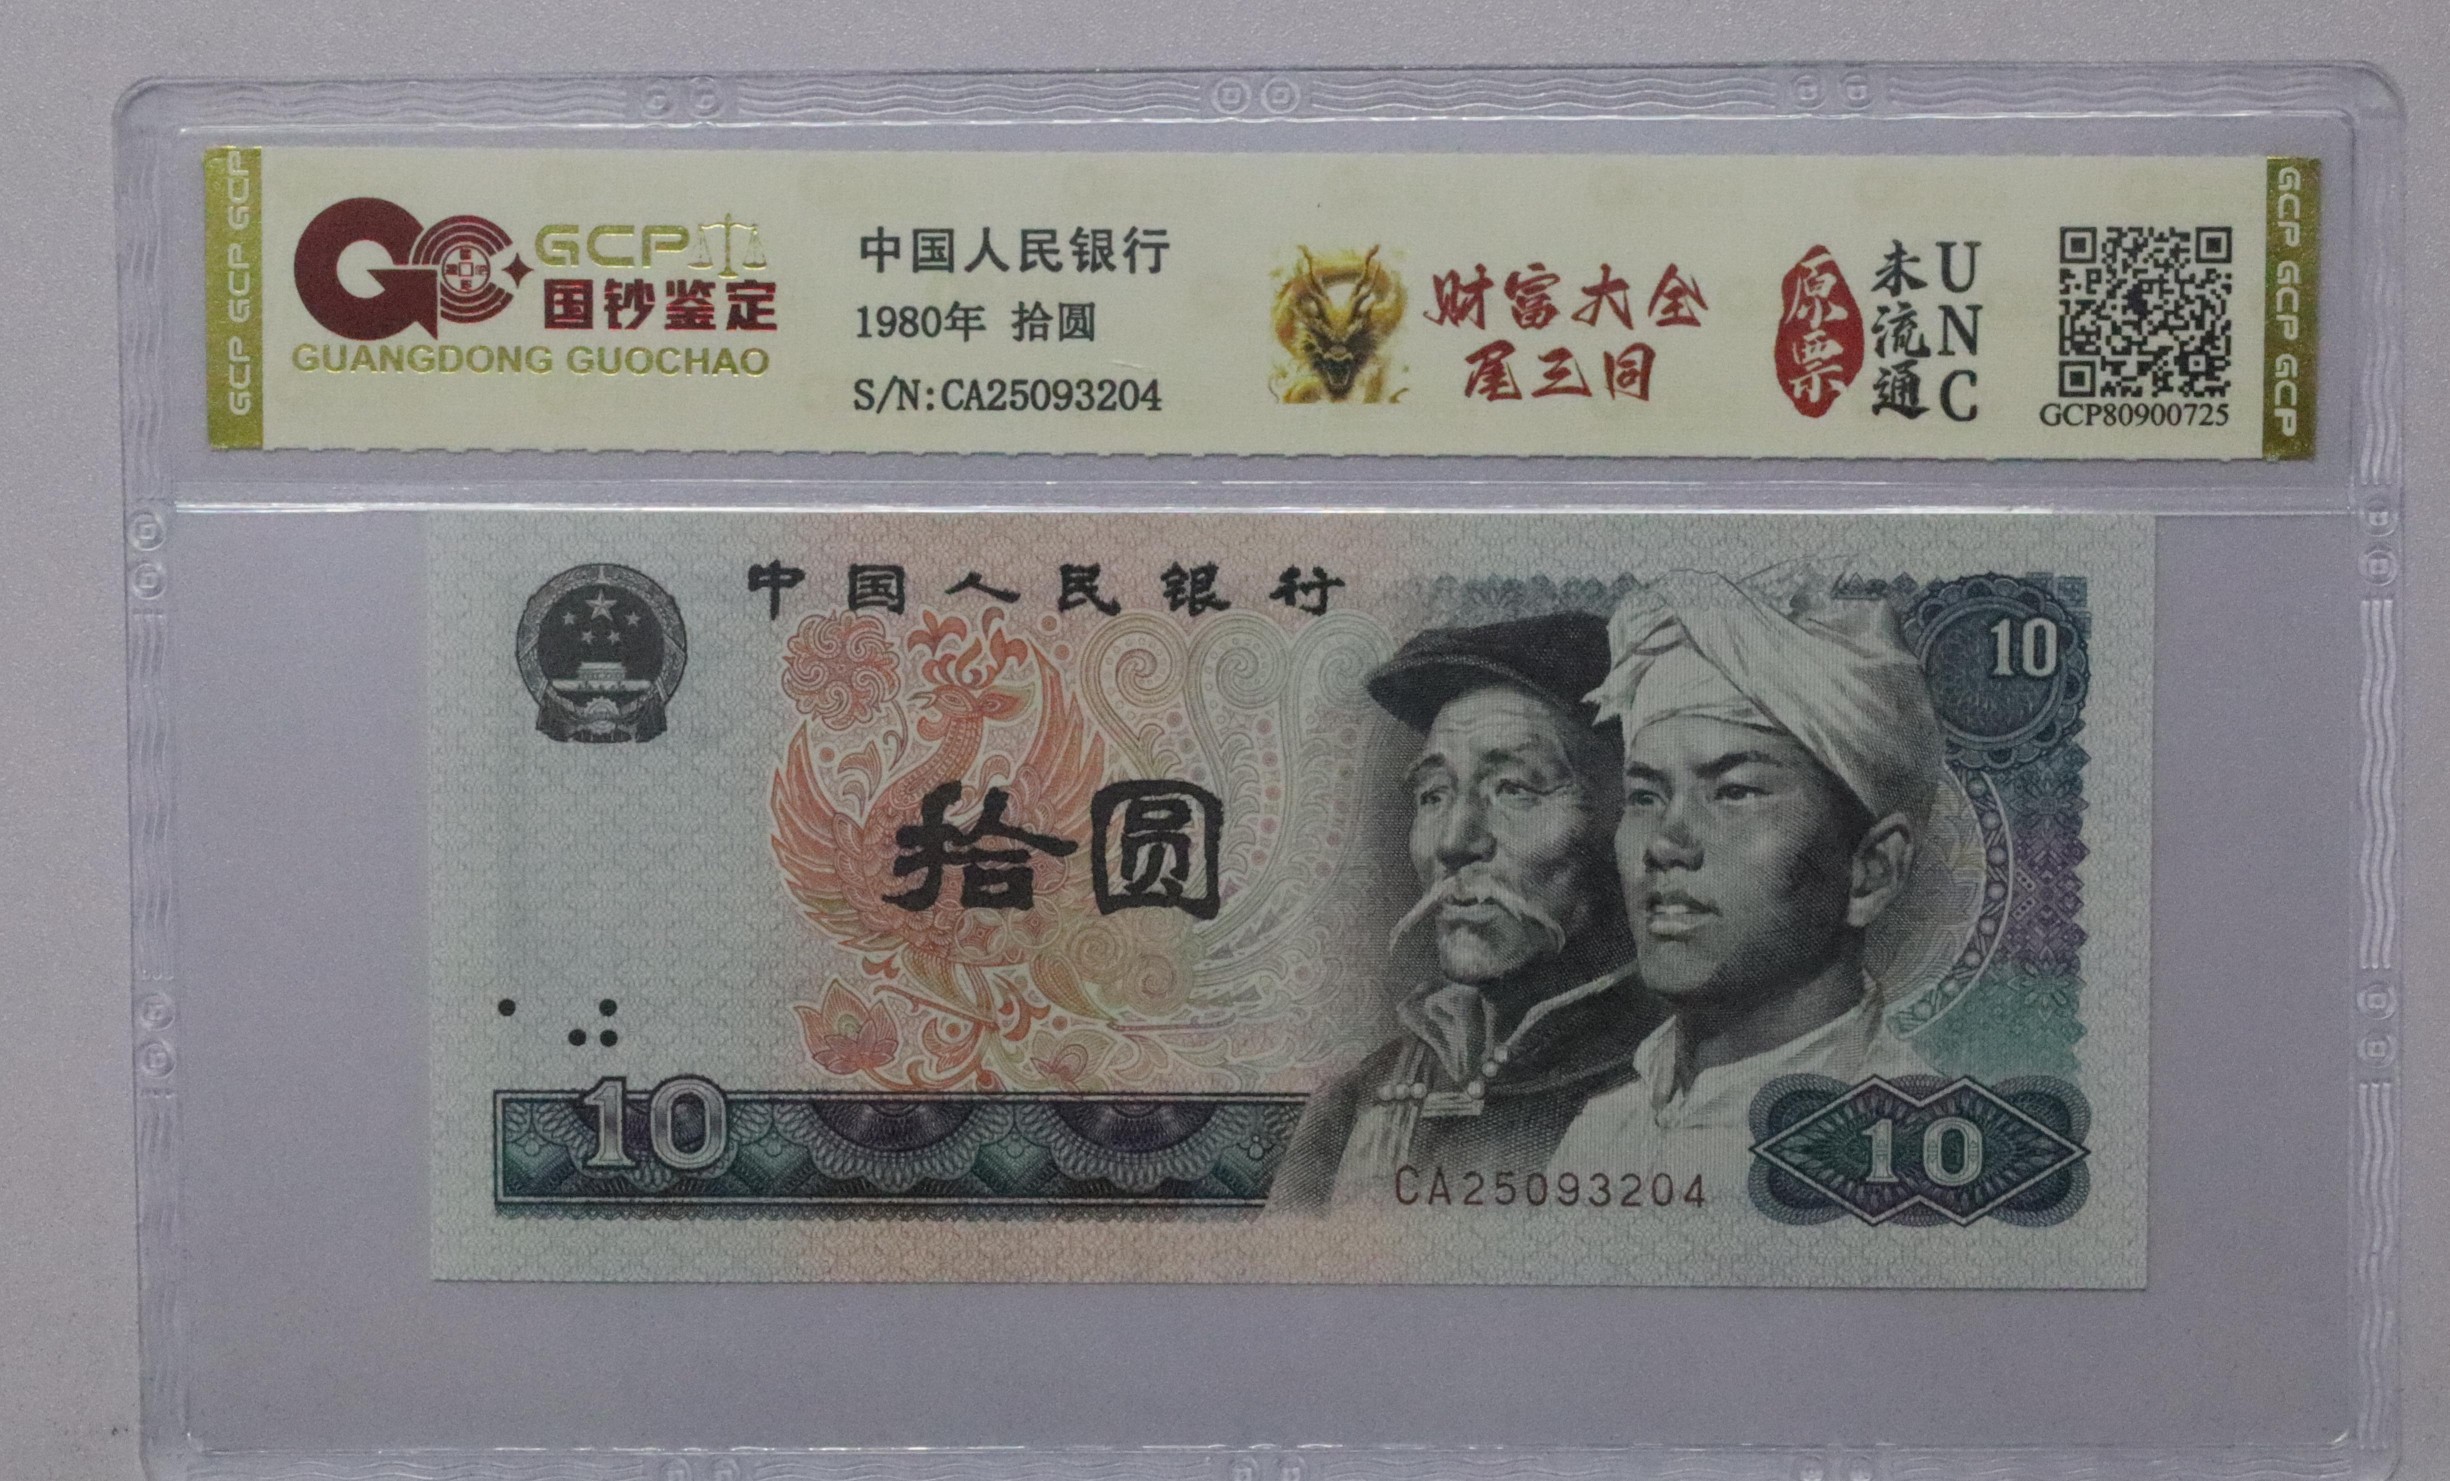 GCP GCP GCP
GCP
国钞鉴定
GUANGDONG GUOCHAO
中国人民银行
1980年 拾圆
S/N:CA25093204
财富大全
尾三同
原票
未流通
UNC
GCP80900725
GCP GCP GCP
中国人民银行
10
拾圆
10
CA25093204
10